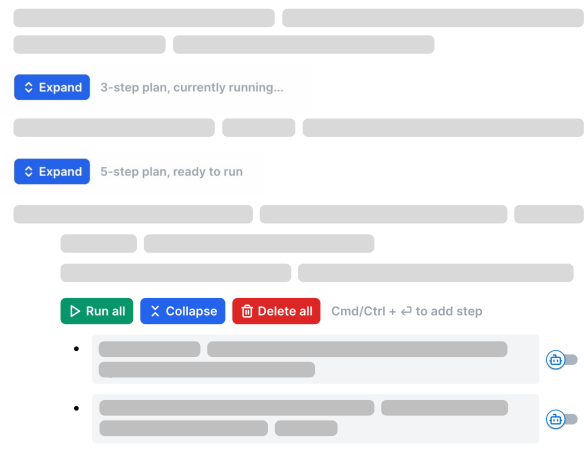 Expand 3-step plan, currently running...
Expand 5-step plan, ready to run
Run all Collapse Delete all Cmd/Ctrl + ⏎ to add step